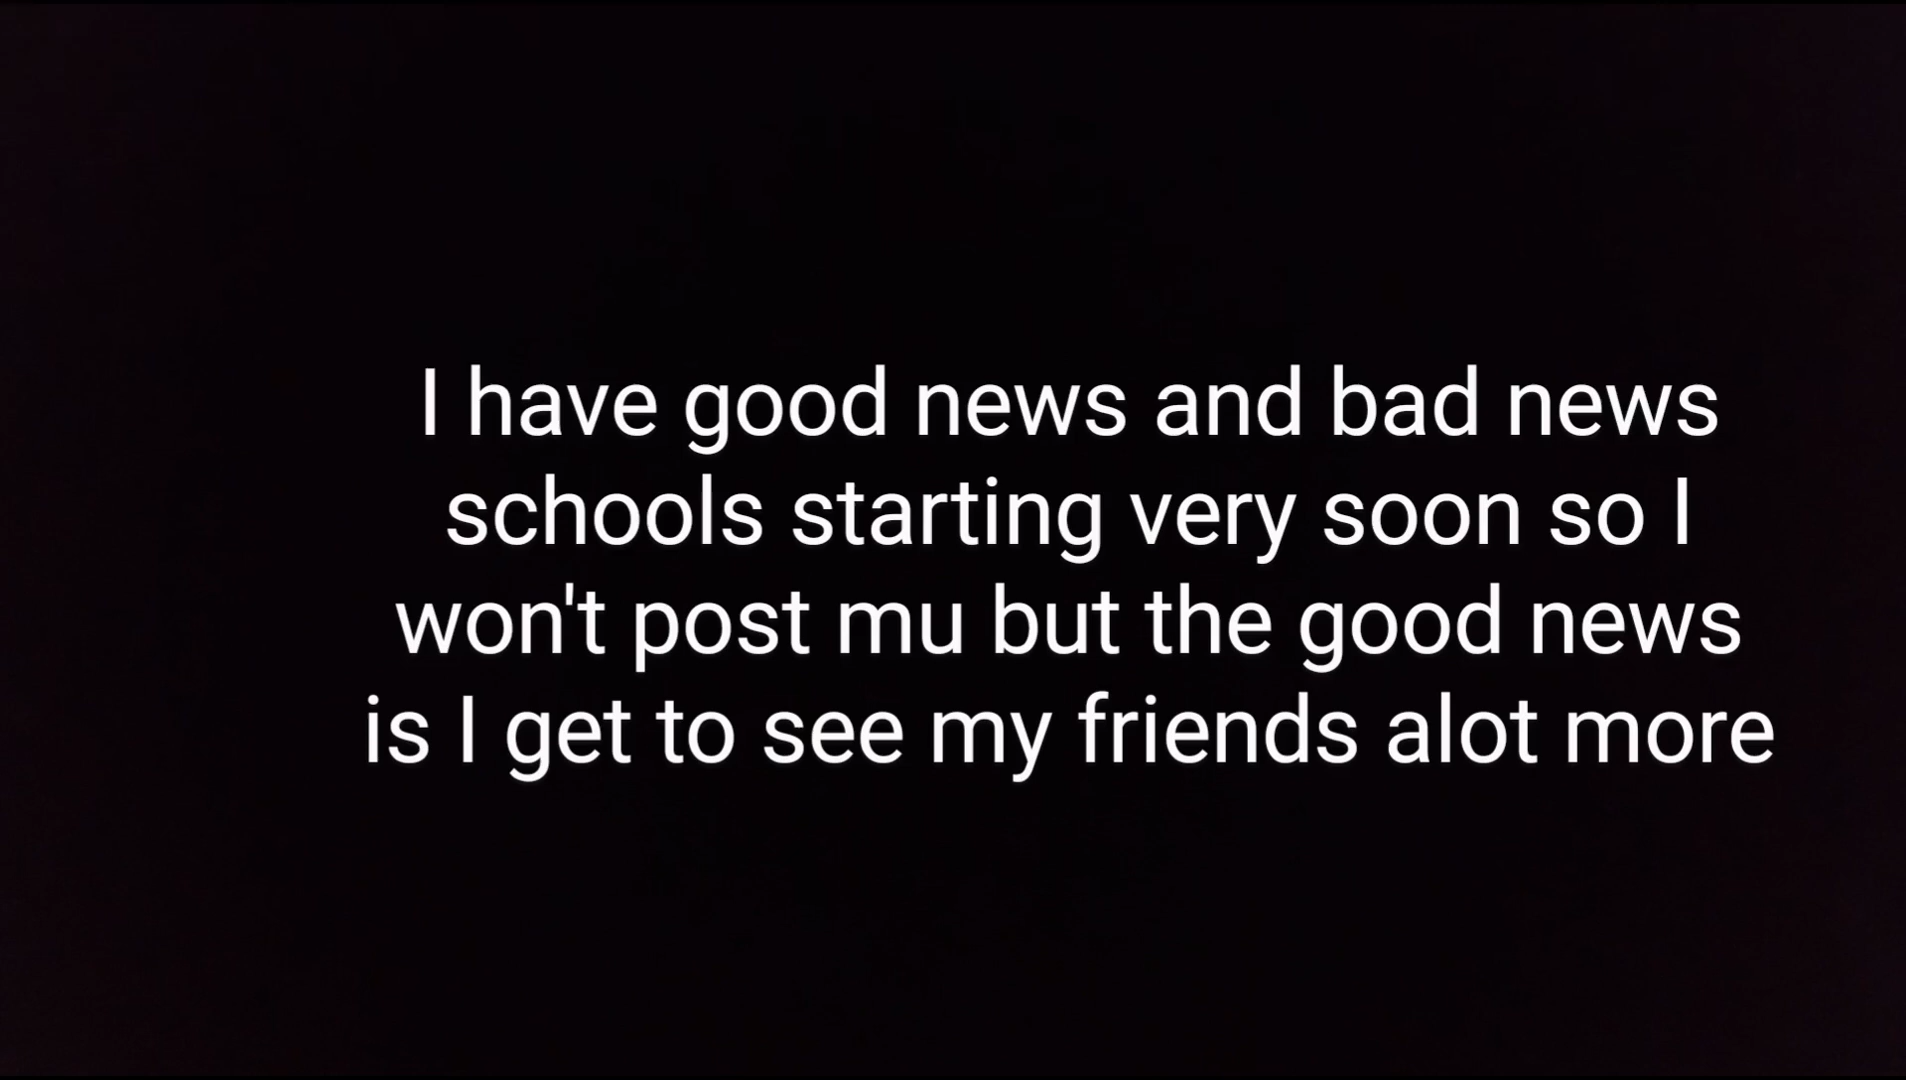 I have good news and bad news
schools starting very soon so I
won't post mu but the good news
is I get to see my friends alot more